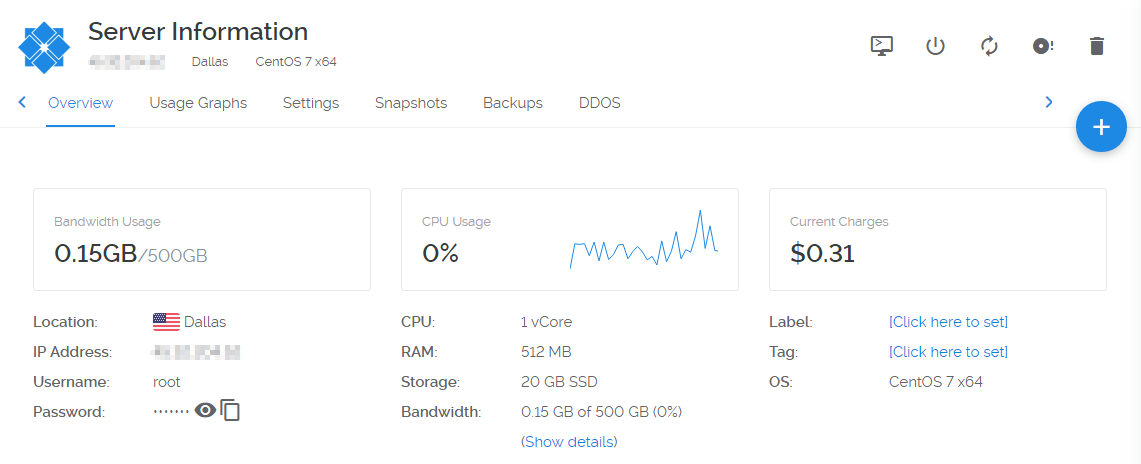 Server Information
Dallas CentOS 7 x64
Overview Usage Graphs Settings Snapshots Backups DDOS
Bandwidth Usage
0.15GB/500GB
CPU Usage
0%
Current Charges
$0.31
Location: Dallas
IP Address:
Username: root
Password: ·······
CPU: 1 vCore
RAM: 512 MB
Storage: 20 GB SSD
Bandwidth: 0.15 GB of 500 GB (0%)
(Show details)
Label: [Click here to set]
Tag: [Click here to set]
OS: CentOS 7 x64